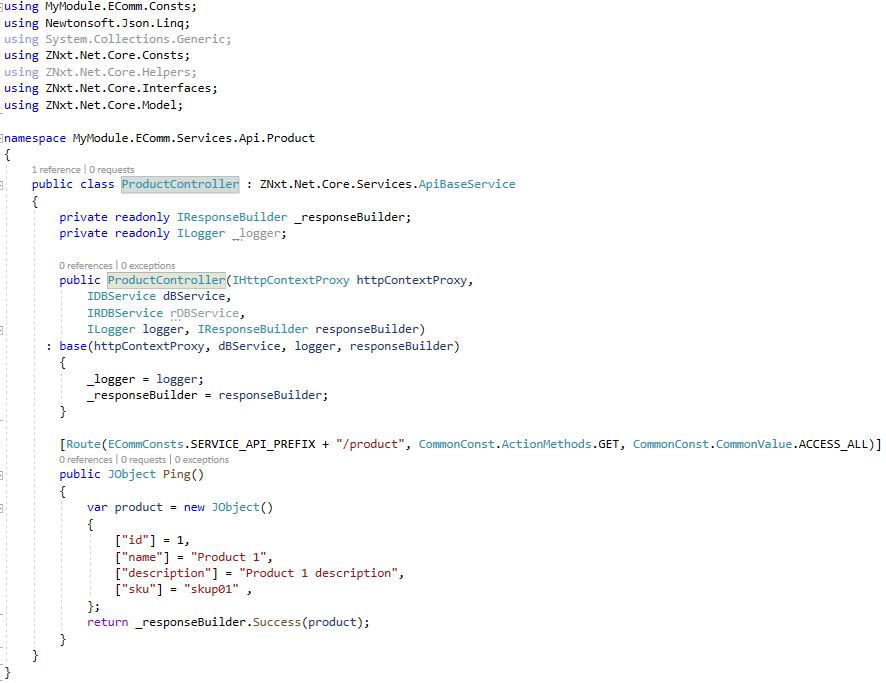 using MyModule.EComm.Consts;
using Newtonsoft.Json.Linq;
using System.Collections.Generic;
using ZNxt.Net.Core.Consts;
using ZNxt.Net.Core.Helpers;
using ZNxt.Net.Core.Interfaces;
using ZNxt.Net.Core.Model;
namespace MyModule.EComm.Services.Api.Product
{
1 reference | 0 requests
public class ProductController : ZNxt.Net.Core.Services.ApiBaseService
{
private readonly IResponseBuilder _responseBuilder;
private readonly ILogger _logger;
0 references | 0 exceptions
public ProductController(IHttpContextProxy httpContextProxy,
IDBService dBService,
IRDBService rDBService,
ILogger logger, IResponseBuilder responseBuilder)
: base(httpContextProxy, dBService, logger, responseBuilder)
{
_logger = logger;
_responseBuilder = responseBuilder;
}
[Route(ECommConsts.SERVICE_API_PREFIX + "/product", CommonConst.ActionMethods.GET, CommonConst.CommonValue.ACCESS_ALL)]
0 references | 0 requests | 0 exceptions
public JObject Ping()
{
var product = new JObject()
{
["id"] = 1,
["name"] = "Product 1",
["description"] = "Product 1 description",
["sku"] = "skup01" ,
};
return _responseBuilder.Success(product);
}
}
}